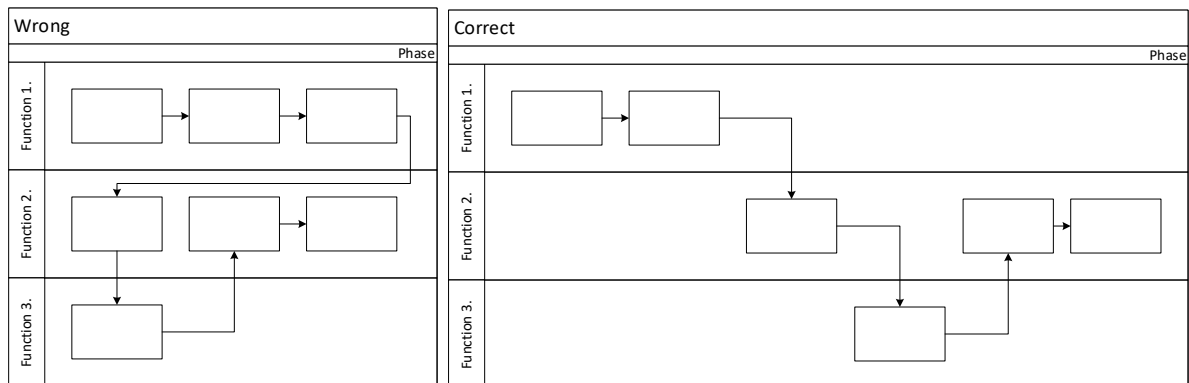 Wrong
Phase
Function 1.
Function 2.
Function 3.
Correct
Phase
Function 1.
Function 2.
Function 3.